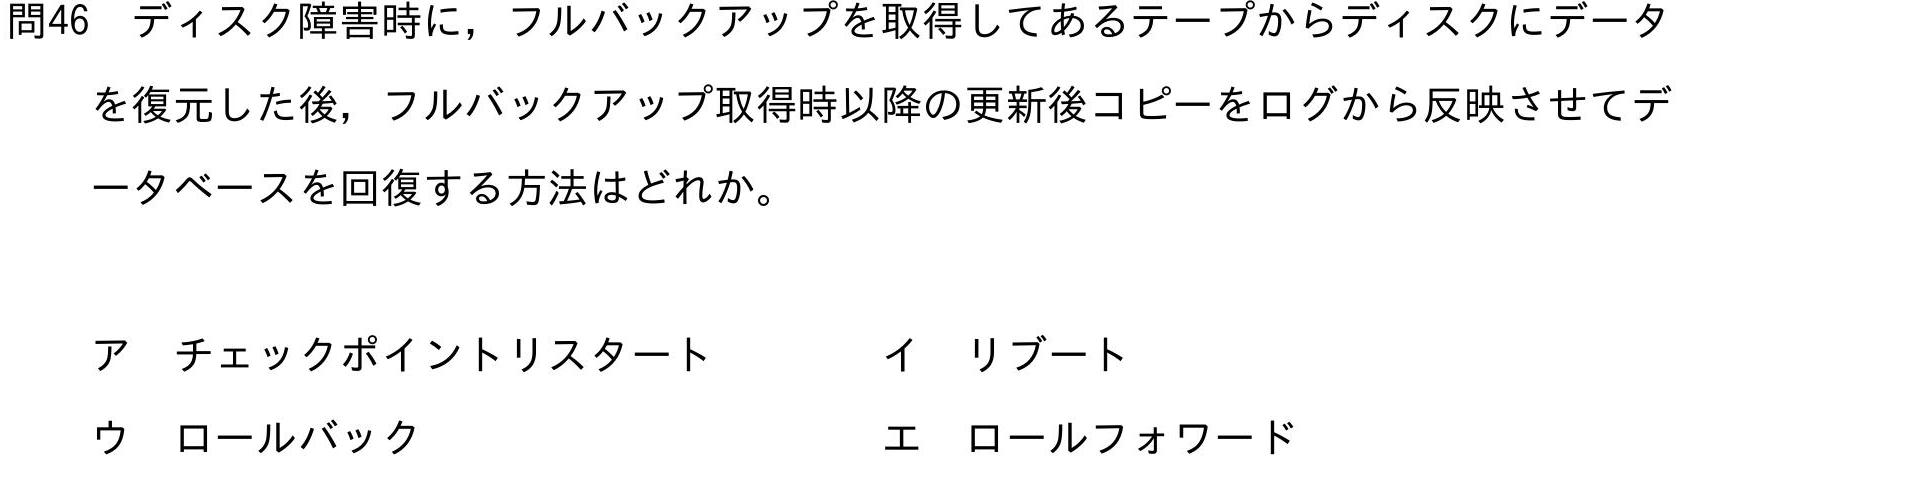 問46　ディスク障害時に，フルバックアップを取得してあるテープからディスクにデータ
を復元した後，フルバックアップ取得時以降の更新後コピーをログから反映させてデ
ータベースを回復する方法はどれか。
ア　チェックポイントリスタート　　　　イ　リブート
ウ　ロールバック　　　　エ　ロールフォワード